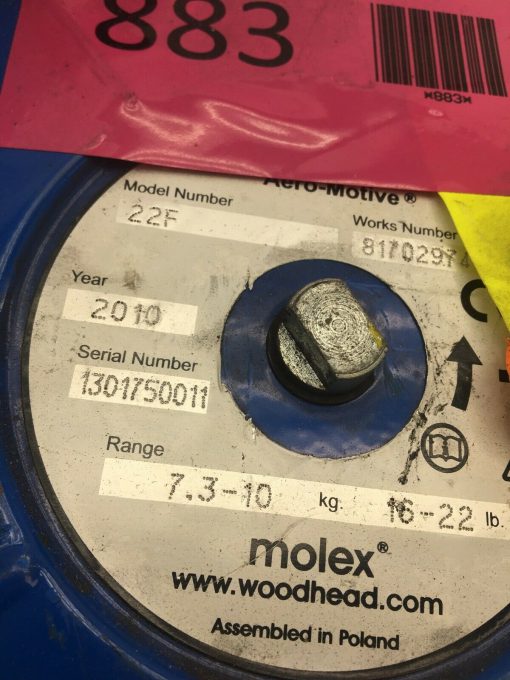 883
*883*
Aero-Motive®
Model Number
22F
Works Number
81702974
Year
2010
Serial Number
1301750011
Range
7.3-10 kg. 16-22 lb.
molex®
www.woodhead.com
Assembled in Poland